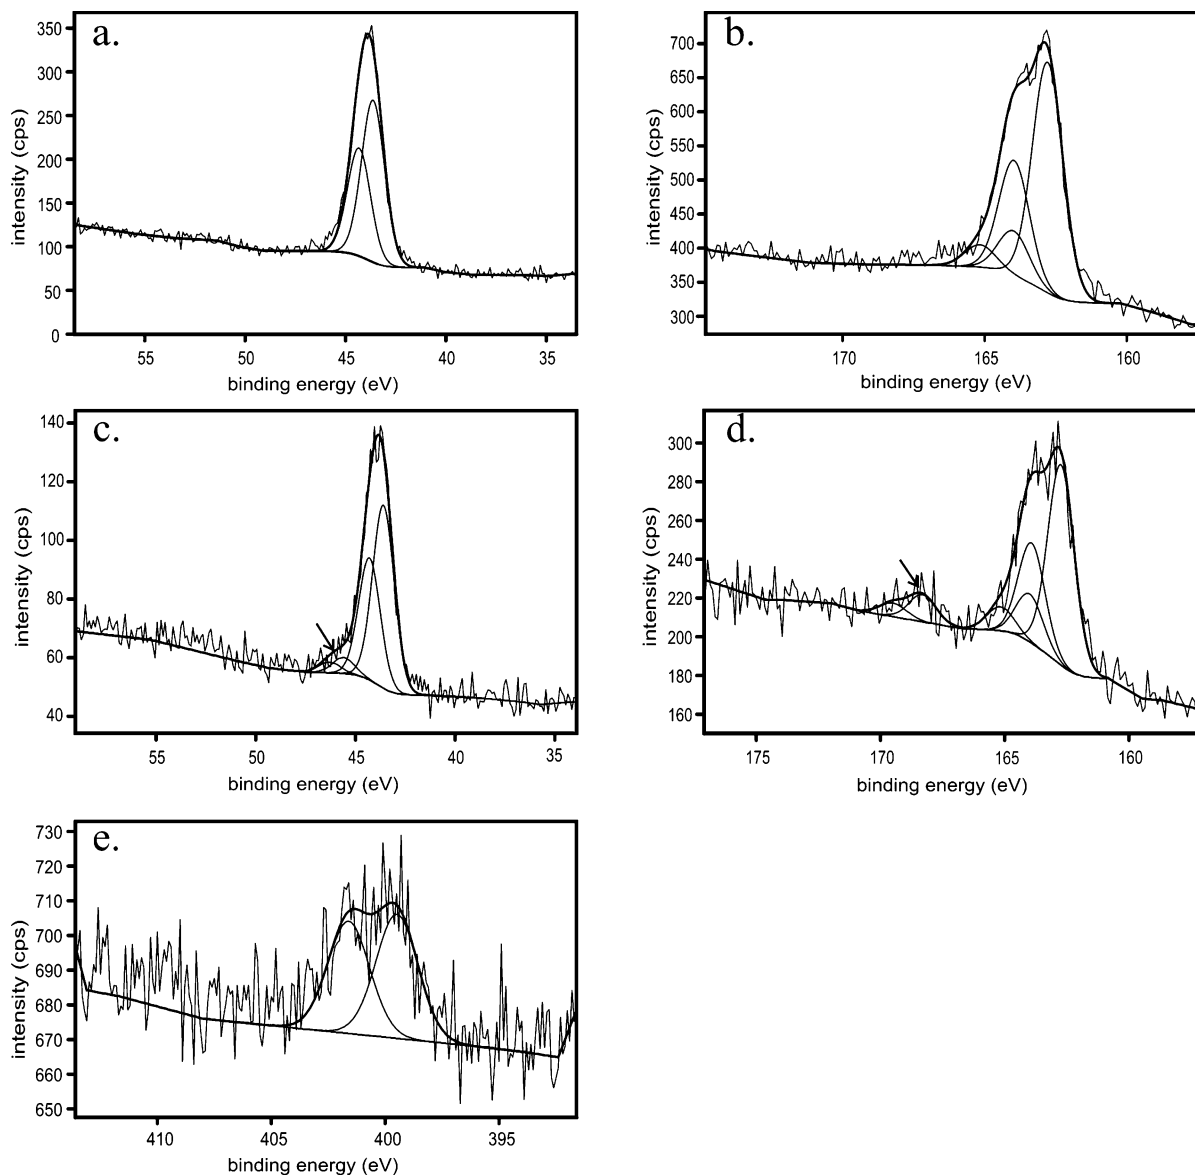 a.
350
300
250
200
150
100
50
0
intensity (cps)
55 50 45 40 35
binding energy (eV)
b.
700
650
600
550
500
450
400
350
300
intensity (cps)
170 165 160
binding energy (eV)
c.
140
120
100
80
60
40
intensity (cps)
55 50 45 40 35
binding energy (eV)
d.
300
280
260
240
220
200
180
160
intensity (cps)
175 170 165 160
binding energy (eV)
e.
730
720
710
700
690
680
670
660
650
intensity (cps)
410 405 400 395
binding energy (eV)